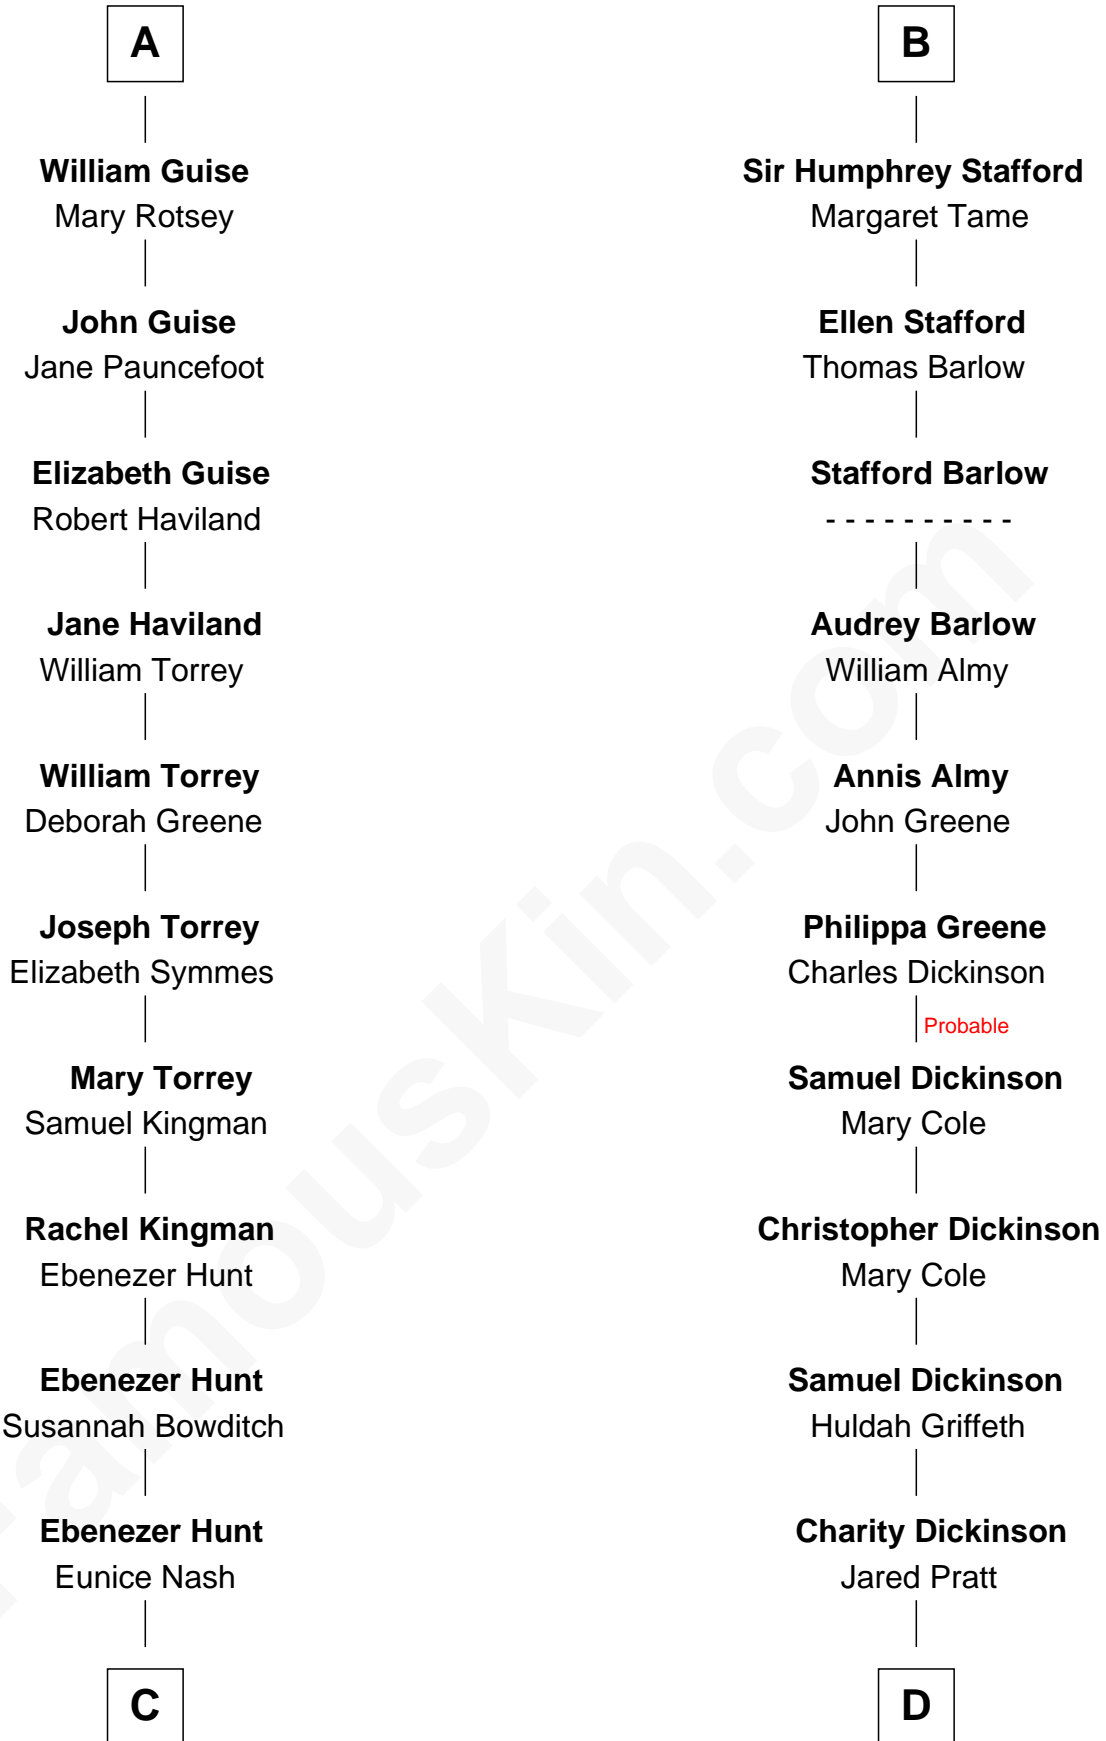 A
William Guise
Mary Rotsey
John Guise
Jane Pauncefoot
Elizabeth Guise
Robert Haviland
Jane Haviland
William Torrey
William Torrey
Deborah Greene
Joseph Torrey
Elizabeth Symmes
Mary Torrey
Samuel Kingman
Rachel Kingman
Ebenezer Hunt
Ebenezer Hunt
Susannah Bowditch
Ebenezer Hunt
Eunice Nash
C
B
Sir Humphrey Stafford
Margaret Tame
Ellen Stafford
Thomas Barlow
Stafford Barlow
- - - - - - - - - -
Audrey Barlow
William Almy
Annis Almy
John Greene
Philippa Greene
Charles Dickinson
Probable
Samuel Dickinson
Mary Cole
Christopher Dickinson
Mary Cole
Samuel Dickinson
Huldah Griffeth
Charity Dickinson
Jared Pratt
D
FamousKin.com